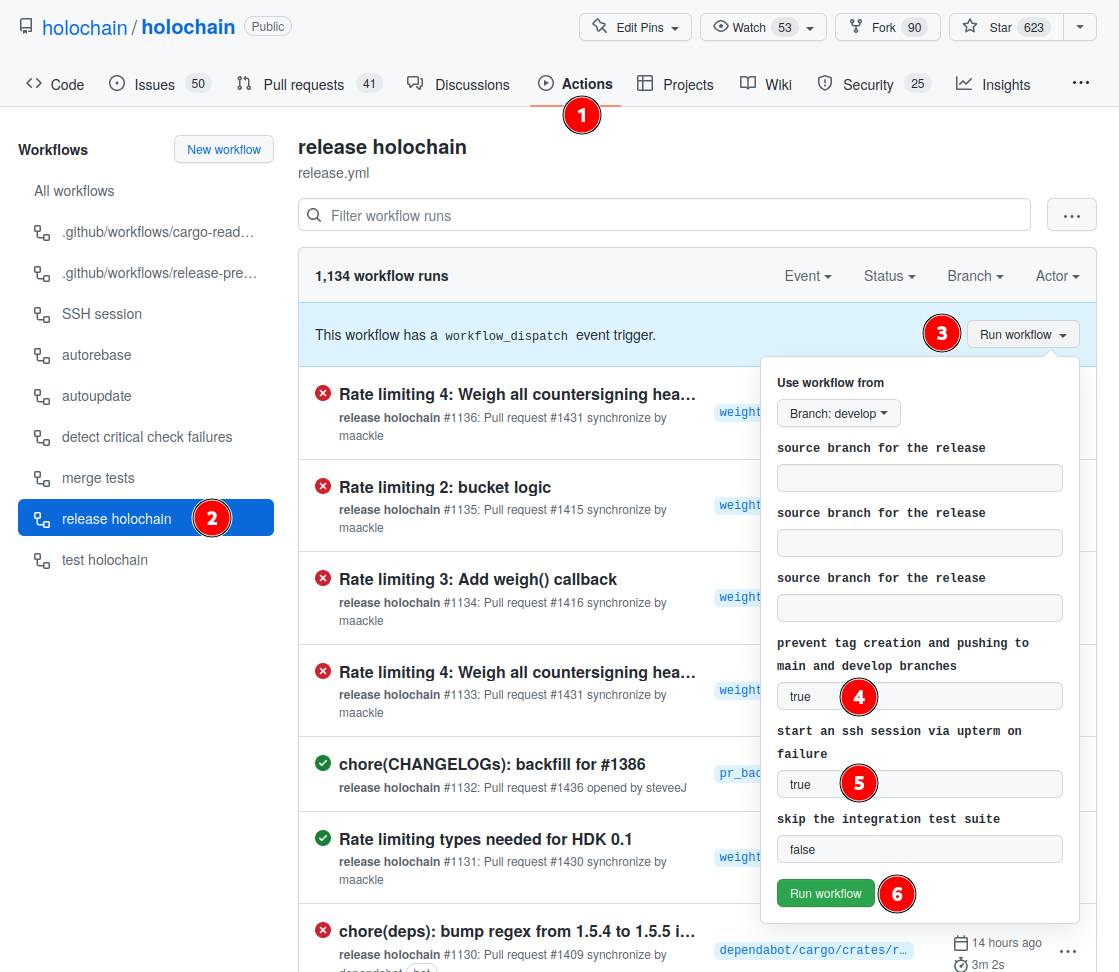 holochain / holochain Public
Edit Pins
Watch 53
Fork 90
Star 623
Code
Issues 50
Pull requests 41
Discussions
Actions
Projects
Wiki
Security 25
Insights
...
1
Workflows
New workflow
All workflows
.github/workflows/cargo-read...
.github/workflows/release-pre...
SSH session
autorebase
autoupdate
detect critical check failures
merge tests
release holochain 2
test holochain
release holochain
release.yml
Filter workflow runs
...
1,134 workflow runs
Event
Status
Branch
Actor
This workflow has a workflow_dispatch event trigger.
3
Run workflow
Rate limiting 4: Weigh all countersigning hea...
release holochain #1136: Pull request #1431 synchronize by
maackle
weight
Rate limiting 2: bucket logic
release holochain #1135: Pull request #1415 synchronize by
maackle
weight
Rate limiting 3: Add weigh() callback
release holochain #1134: Pull request #1416 synchronize by
maackle
weight
Rate limiting 4: Weigh all countersigning hea...
release holochain #1133: Pull request #1431 synchronize by
maackle
weight
chore(CHANGELOGs): backfill for #1386
release holochain #1132: Pull request #1436 opened by steveeJ
pr_bac
Rate limiting types needed for HDK 0.1
release holochain #1131: Pull request #1430 synchronize by
maackle
weight
chore(deps): bump regex from 1.5.4 to 1.5.5 i...
release holochain #1130: Pull request #1409 synchronize by
dependabot bot
dependabot/cargo/crates/r...
14 hours ago
3m 2s
...
Use workflow from
Branch: develop
source branch for the release
source branch for the release
source branch for the release
prevent tag creation and pushing to
main and develop branches
true 4
start an ssh session via upterm on
failure
true 5
skip the integration test suite
false
Run workflow 6